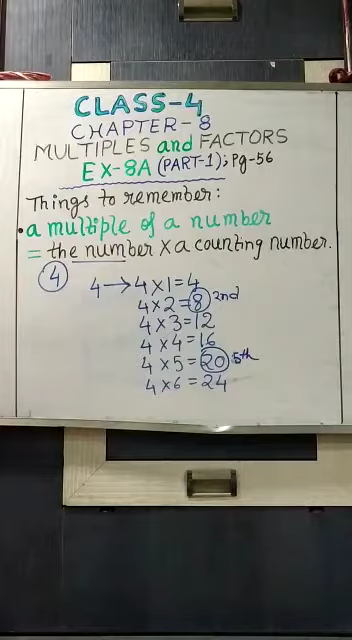 CLASS-4
CHAPTER-8
MULTIPLES and FACTORS
EX-8A (PART-1); Pg-56
Things to remember:
• a multiple of a number
= the number × a counting number.
4
4 → 4 × 1 = 4
4 × 2 = 8 2nd
4 × 3 = 12
4 × 4 = 16
4 × 5 = 20 5th
4 × 6 = 24